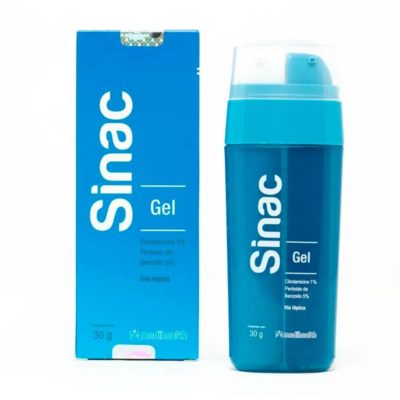 Sinac
Gel
Clindamicina 1%
Peróxido de
Benzoilo 5%
Vía tópica
30 g
medihealth
Sinac
Gel
Clindamicina 1%
Peróxido de
Benzoilo 5%
Vía tópica
30 g
medihealth